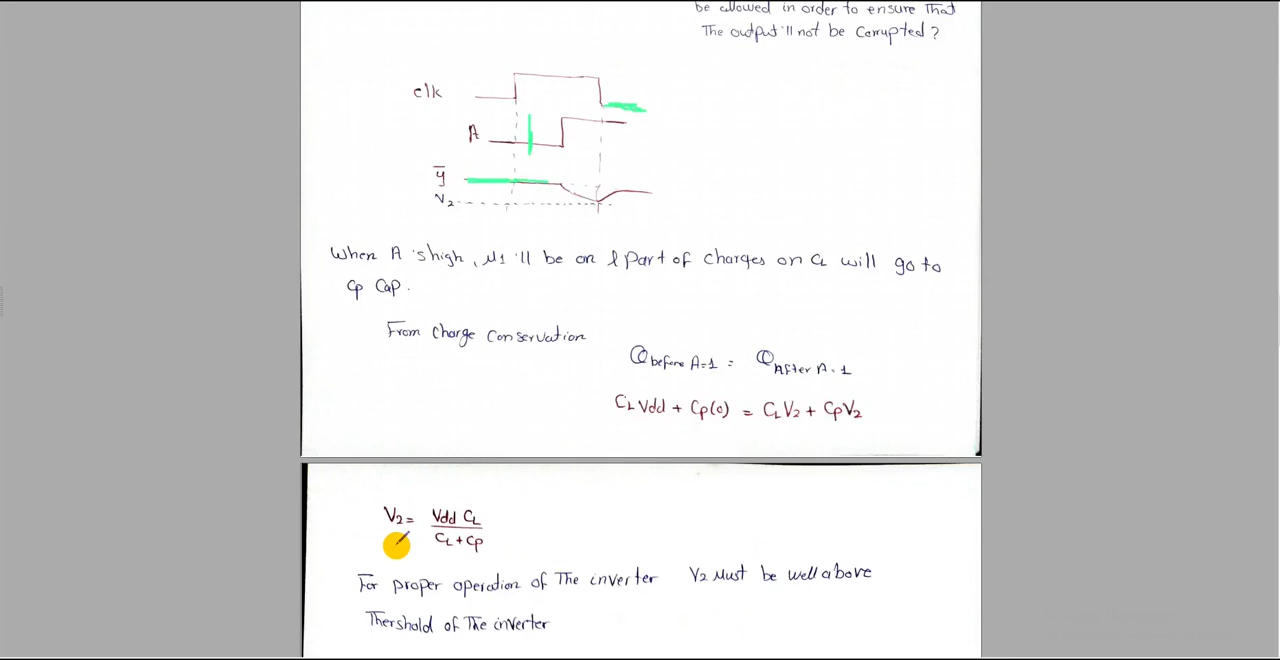 be allowed in order to ensure That
The output'll not be Corrupted?
clk
A
y̅
V2
When A 's high, M1 'll be on & Part of charges on CL will go to
Cp Cap.
From Charge Conservation
Q before A=1 = Q After A=1
CL Vdd + Cp(0) = CL V2 + Cp V2
V2 = Vdd CL / CL + Cp
For proper operation of The inverter V2 Must be well above
Thershold of The inverter